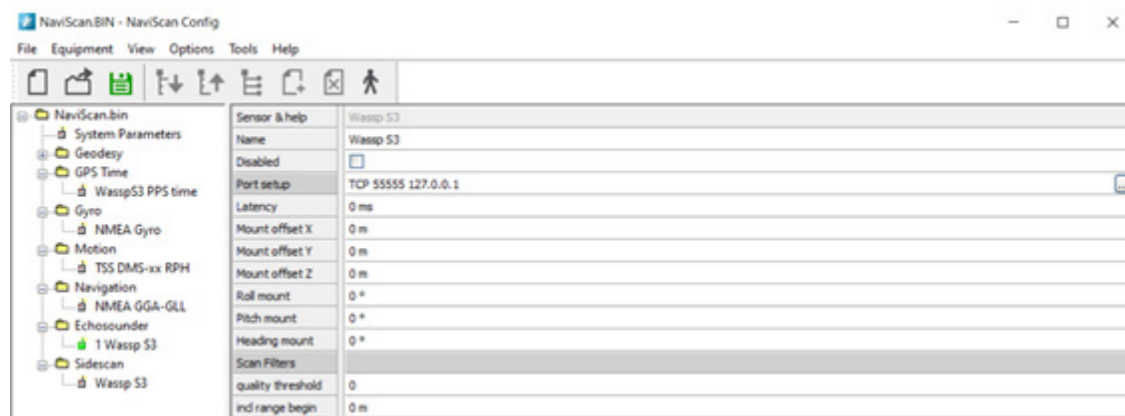 NaviScan.BIN - NaviScan Config
File Equipment View Options Tools Help
NaviScan.bin
System Parameters
Geodesy
GPS Time
WasspS3 PPS time
Gyro
NMEA Gyro
Motion
TSS DMS-xx RPH
Navigation
NMEA GGA-GLL
Echosounder
1 Wassp S3
Sidescan
Wassp S3
Sensor & help Wassp S3
Name Wassp S3
Disabled
Port setup TCP 55555 127.0.0.1 ...
Latency 0 ms
Mount offset X 0 m
Mount offset Y 0 m
Mount offset Z 0 m
Roll mount 0 °
Pitch mount 0 °
Heading mount 0 °
Scan Filters
quality threshold 0
incl range begin 0 m